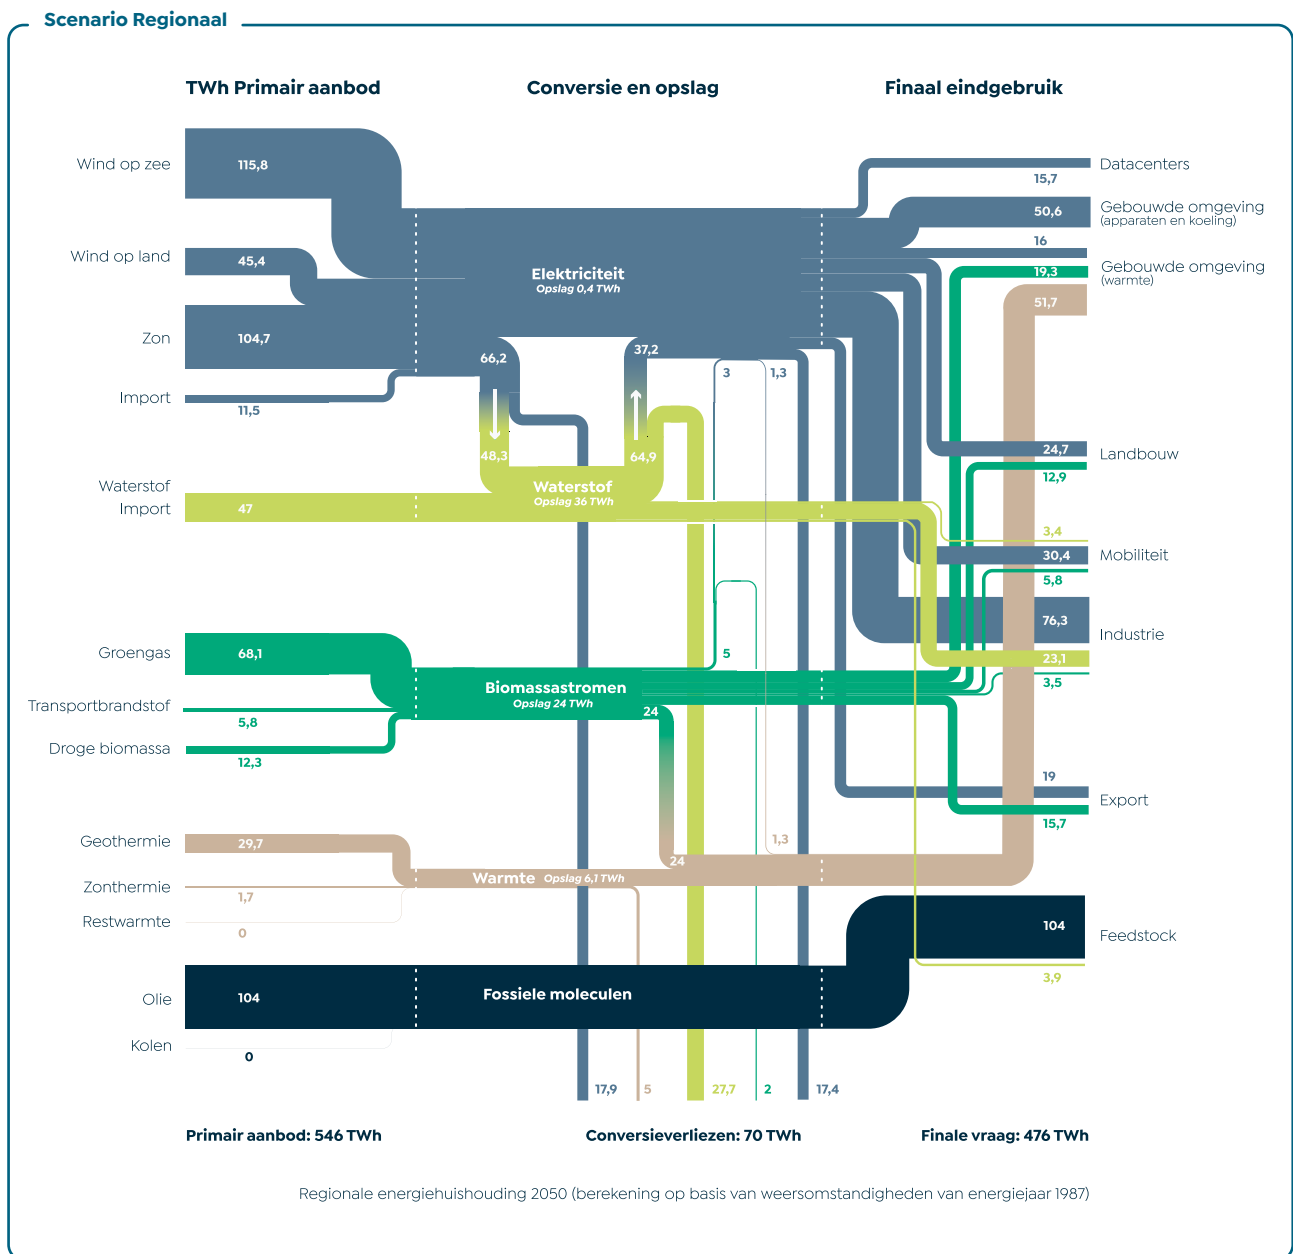 Scenario Regionaal
TWh Primair aanbod
Conversie en opslag
Finaal eindgebruik
Wind op zee
115,8
Wind op land
45,4
Zon
104,7
Import
11,5
Waterstof
Import
47
Groengas
68,1
Transportbrandstof
5,8
Droge biomassa
12,3
Geothermie
29,7
Zonthermie
1,7
Restwarmte
0
Olie
104
Kolen
0
Elektriciteit
Opslag 0,4 TWh
66,2
37,2
3
1,3
48,3
64,9
Waterstof
Opslag 36 TWh
5
Biomassastromen
Opslag 24 TWh
24
1,3
24
Warmte Opslag 6,1 TWh
Fossiele moleculen
17,9
5
27,7
2
17,4
Datacenters
15,7
50,6
Gebouwde omgeving
(apparaten en koeling)
16
19,3
Gebouwde omgeving
(warmte)
51,7
24,7
Landbouw
12,9
3,4
30,4
Mobiliteit
5,8
76,3
Industrie
23,1
3,5
19
Export
15,7
104
Feedstock
3,9
Primair aanbod: 546 TWh
Conversieverliezen: 70 TWh
Finale vraag: 476 TWh
Regionale energiehuishouding 2050 (berekening op basis van weersomstandigheden van energiejaar 1987)